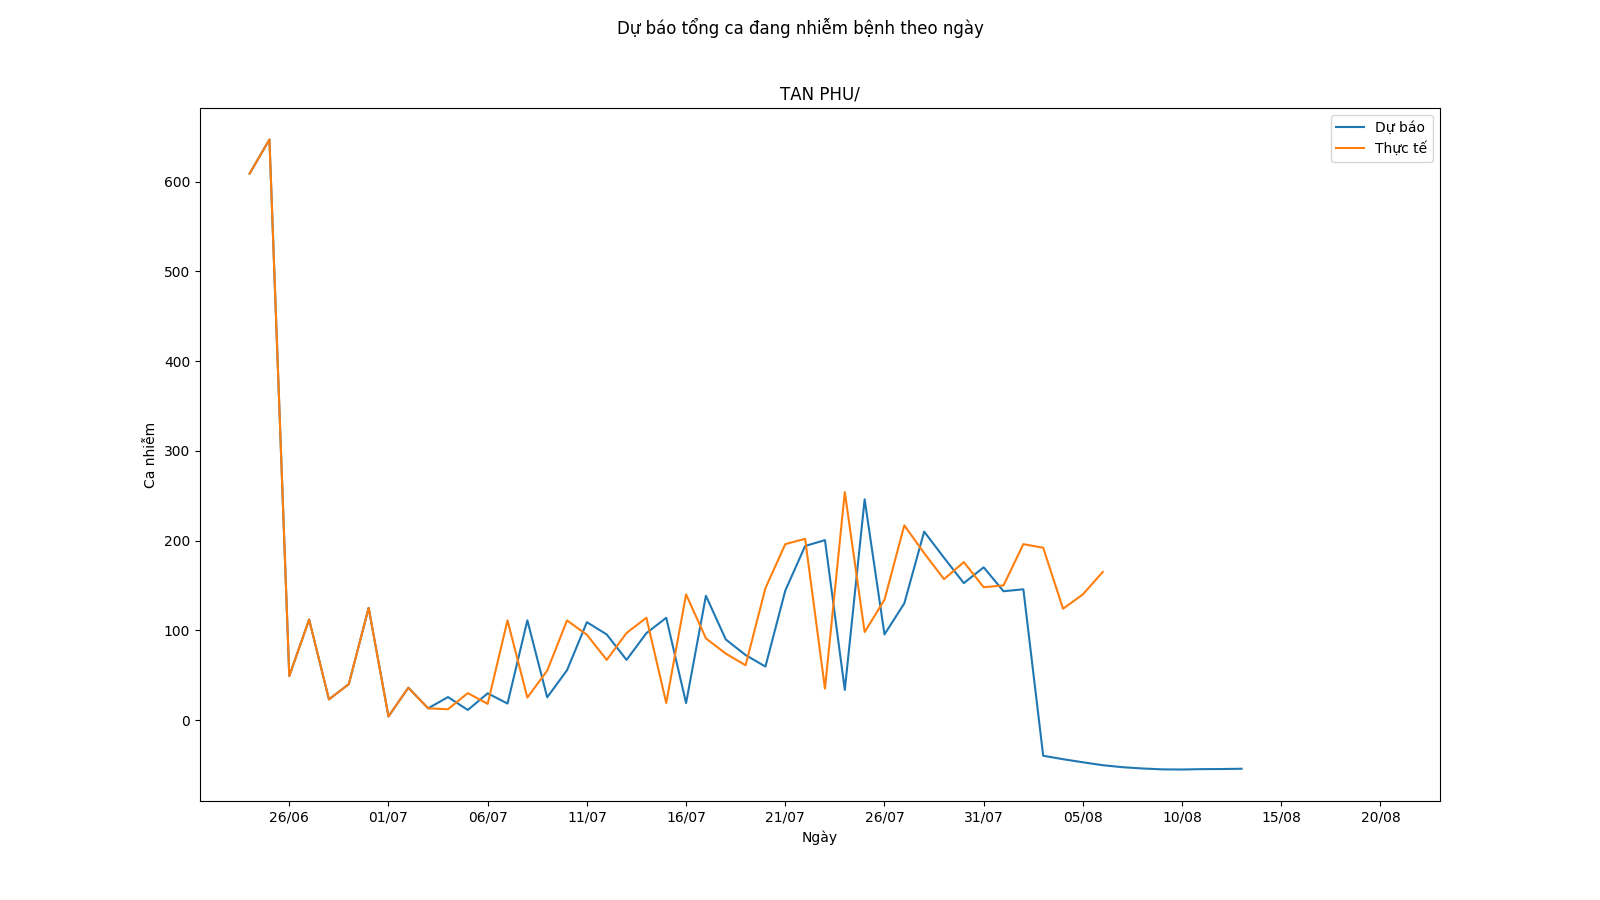 Dự báo tổng ca đang nhiễm bệnh theo ngày
TAN PHU/
Dự báo
Thực tế
600
500
400
300
200
100
0
Ca nhiễm
26/06 01/07 06/07 11/07 16/07 21/07 26/07 31/07 05/08 10/08 15/08 20/08
Ngày